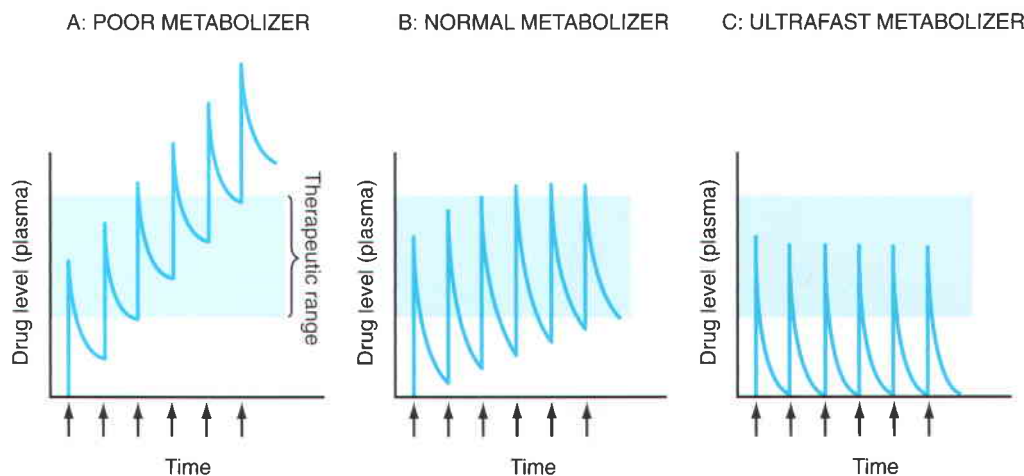 A: POOR METABOLIZER
Drug level (plasma)
Therapeutic range
Time
B: NORMAL METABOLIZER
Drug level (plasma)
Time
C: ULTRAFAST METABOLIZER
Drug level (plasma)
Time